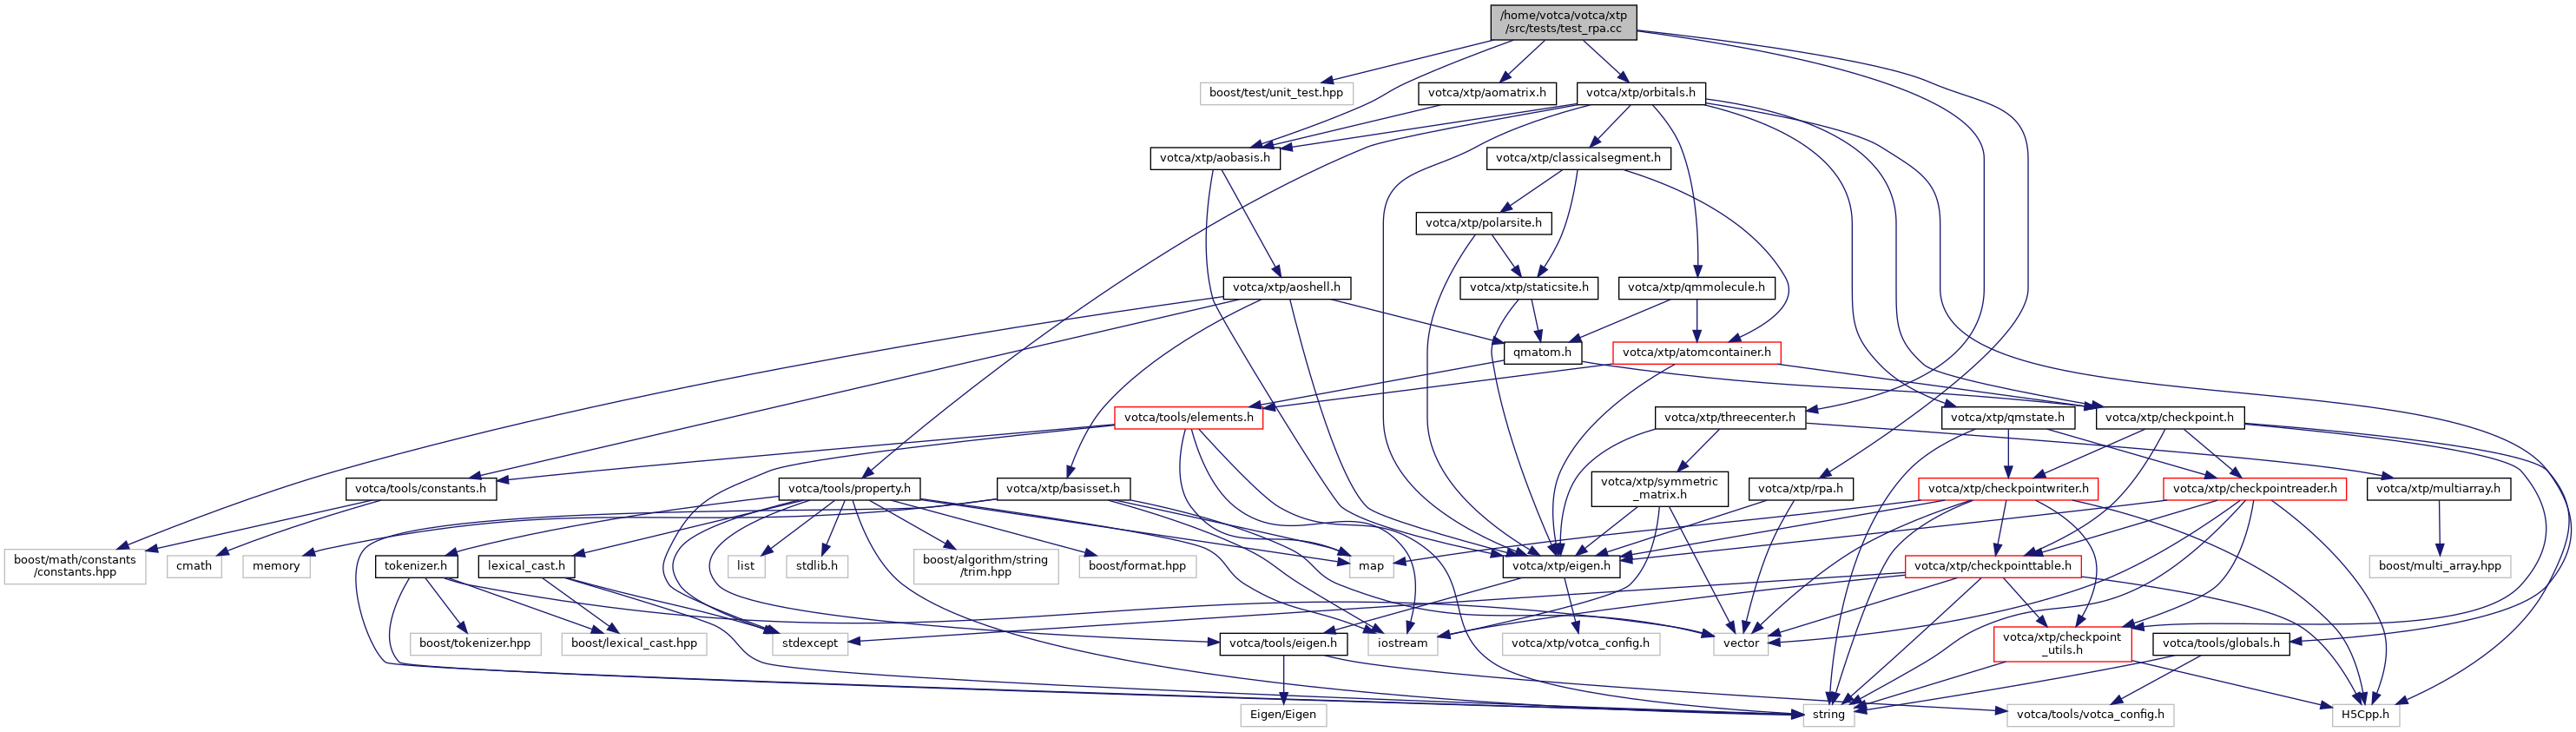 /home/votca/votca/xtp
/src/tests/test_rpa.cc
boost/test/unit_test.hpp
votca/xtp/aomatrix.h
votca/xtp/orbitals.h
votca/xtp/aobasis.h
votca/xtp/classicalsegment.h
votca/xtp/polarsite.h
votca/xtp/aoshell.h
votca/xtp/staticsite.h
votca/xtp/qmmolecule.h
qmatom.h
votca/xtp/atomcontainer.h
votca/tools/elements.h
votca/xtp/threecenter.h
votca/xtp/qmstate.h
votca/xtp/checkpoint.h
votca/tools/constants.h
votca/tools/property.h
votca/xtp/basisset.h
votca/xtp/symmetric
_matrix.h
votca/xtp/rpa.h
votca/xtp/checkpointwriter.h
votca/xtp/checkpointreader.h
votca/xtp/multiarray.h
boost/math/constants
/constants.hpp
cmath
memory
tokenizer.h
lexical_cast.h
list
stdlib.h
boost/algorithm/string
/trim.hpp
boost/format.hpp
map
votca/xtp/eigen.h
votca/xtp/checkpointtable.h
boost/multi_array.hpp
boost/tokenizer.hpp
boost/lexical_cast.hpp
stdexcept
votca/tools/eigen.h
iostream
votca/xtp/votca_config.h
vector
votca/xtp/checkpoint
_utils.h
votca/tools/globals.h
Eigen/Eigen
string
votca/tools/votca_config.h
H5Cpp.h